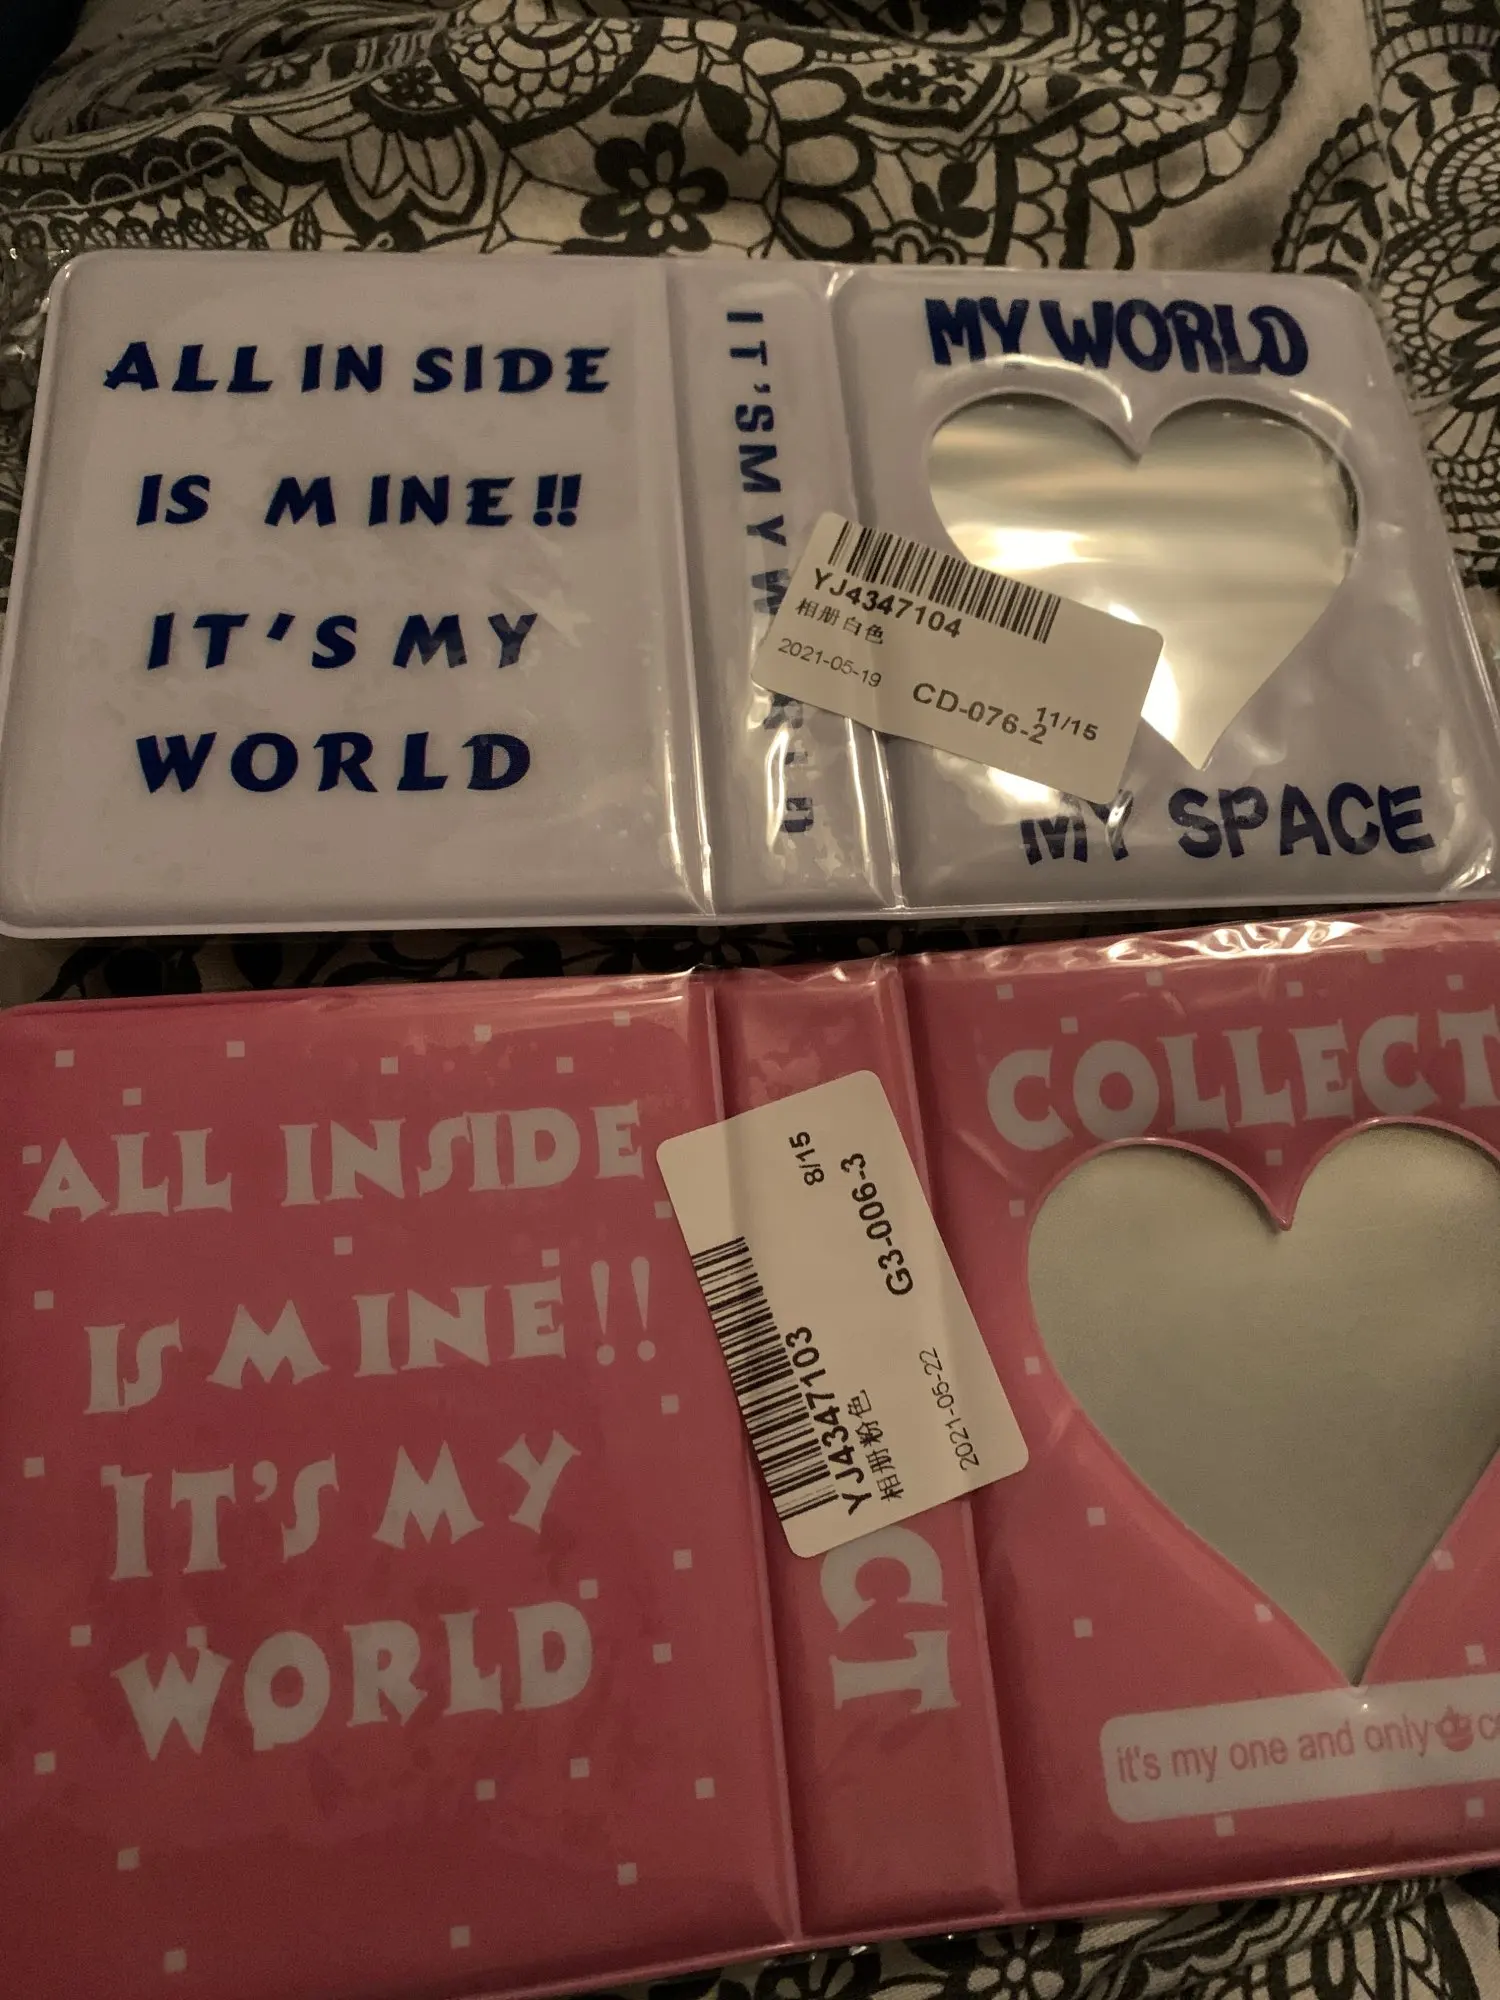 ALL IN SIDE
IS MINE!!
IT'S MY
WORLD
IT'S MY W
MY WORLD
YJ4347104
相册白色
2021-05-19
CD-076-2
11/15
MY SPACE
ALL INSIDE
IS MINE!!
IT'S MY
WORLD
8/15
G3-006-3
YJ4347103
相册粉色
2021-05-22
CT
COLLECT
it's my one and only